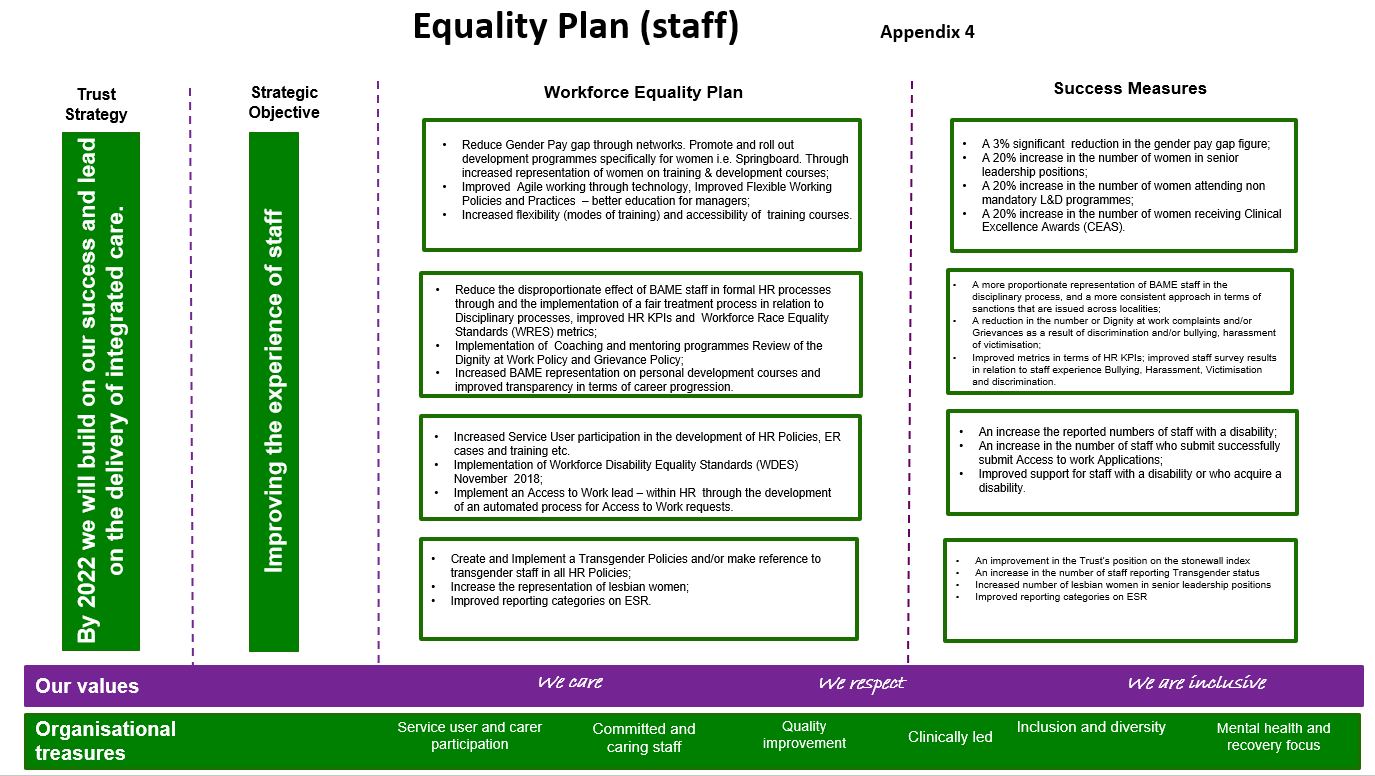 Equality Plan (staff)
Appendix 4
Trust
Strategy
By 2022 we will build on our success and lead
on the delivery of integrated care.
Strategic
Objective
Improving the experience of staff
Workforce Equality Plan
• Reduce Gender Pay gap through networks. Promote and roll out
development programmes specifically for women i.e. Springboard. Through
increased representation of women on training & development courses;
• Improved Agile working through technology, Improved Flexible Working
Policies and Practices – better education for managers;
• Increased flexibility (modes of training) and accessibility of training courses.
• Reduce the disproportionate effect of BAME staff in formal HR processes
through and the implementation of a fair treatment process in relation to
Disciplinary processes, improved HR KPIs and Workforce Race Equality
Standards (WRES) metrics;
• Implementation of Coaching and mentoring programmes Review of the
Dignity at Work Policy and Grievance Policy;
• Increased BAME representation on personal development courses and
improved transparency in terms of career progression.
• Increased Service User participation in the development of HR Policies, ER
cases and training etc.
• Implementation of Workforce Disability Equality Standards (WDES)
November 2018;
• Implement an Access to Work lead – within HR through the development
of an automated process for Access to Work requests.
• Create and Implement a Transgender Policies and/or make reference to
transgender staff in all HR Policies;
• Increase the representation of lesbian women;
• Improved reporting categories on ESR.
Success Measures
• A 3% significant reduction in the gender pay gap figure;
• A 20% increase in the number of women in senior
leadership positions;
• A 20% increase in the number of women attending non
mandatory L&D programmes;
• A 20% increase in the number of women receiving Clinical
Excellence Awards (CEAS).
• A more proportionate representation of BAME staff in the
disciplinary process, and a more consistent approach in terms of
sanctions that are issued across localities;
• A reduction in the number or Dignity at work complaints and/or
Grievances as a result of discrimination and/or bullying, harassment
of victimisation;
• Improved metrics in terms of HR KPIs; improved staff survey results
in relation to staff experience Bullying, Harassment, Victimisation
and discrimination.
• An increase the reported numbers of staff with a disability;
• An increase in the number of staff who submit successfully
submit Access to work Applications;
• Improved support for staff with a disability or who acquire a
disability.
• An improvement in the Trust's position on the stonewall index
• An increase in the number of staff reporting Transgender status
• Increased number of lesbian women in senior leadership positions
• Improved reporting categories on ESR
Our values
We care
We respect
We are inclusive
Organisational
treasures
Service user and carer
participation
Committed and
caring staff
Quality
improvement
Clinically led
Inclusion and diversity
Mental health and
recovery focus